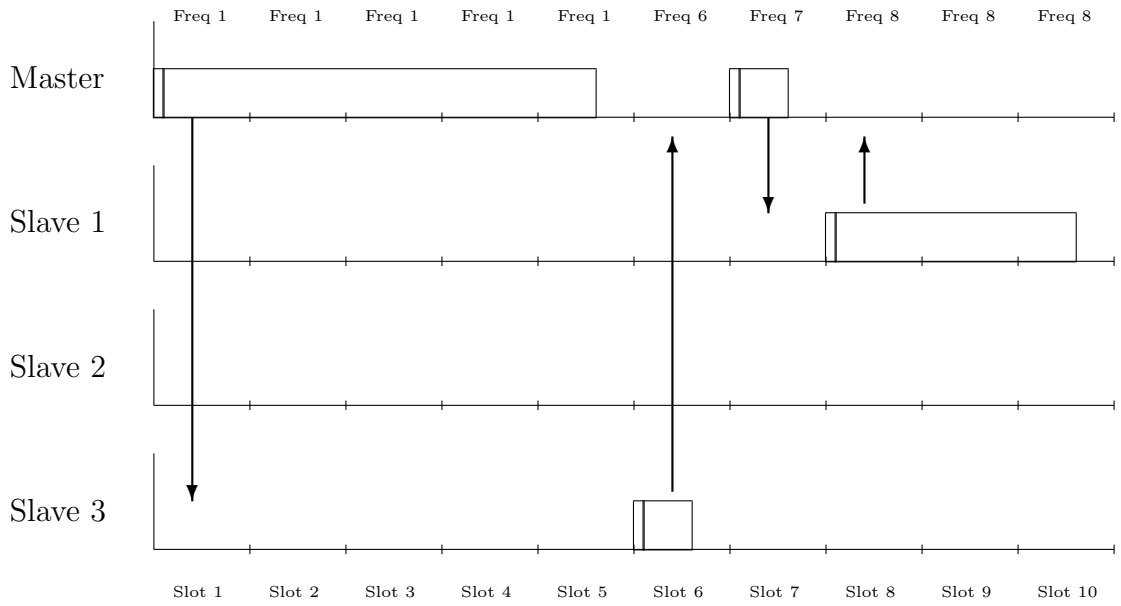 Freq 1 Freq 1 Freq 1 Freq 1 Freq 1 Freq 6 Freq 7 Freq 8 Freq 8 Freq 8
Master
Slave 1
Slave 2
Slave 3
Slot 1 Slot 2 Slot 3 Slot 4 Slot 5 Slot 6 Slot 7 Slot 8 Slot 9 Slot 10